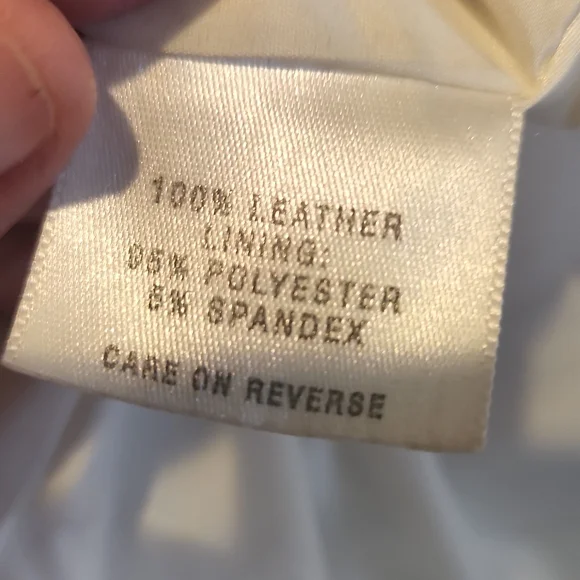 100% LEATHER
LINING:
95% POLYESTER
5% SPANDEX
CARE ON REVERSE